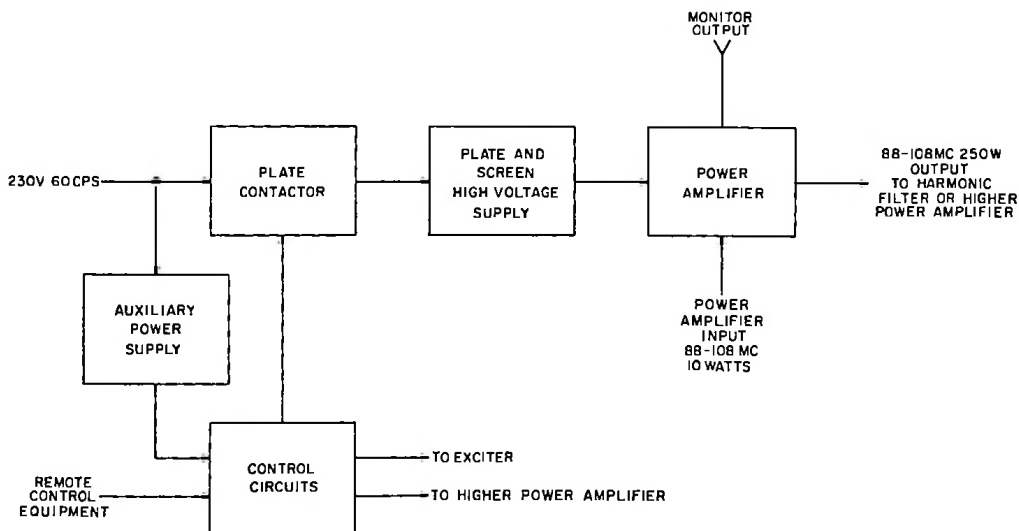 MONITOR
OUTPUT
230V 60CPS
PLATE
CONTACTOR
PLATE AND
SCREEN
HIGH VOLTAGE
SUPPLY
POWER
AMPLIFIER
88-108MC 250W
OUTPUT
TO HARMONIC
FILTER OR HIGHER
POWER AMPLIFIER
AUXILIARY
POWER
SUPPLY
POWER
AMPLIFIER
INPUT
88-108 MC
10 WATTS
CONTROL
CIRCUITS
TO EXCITER
TO HIGHER POWER AMPLIFIER
REMOTE
CONTROL
EQUIPMENT